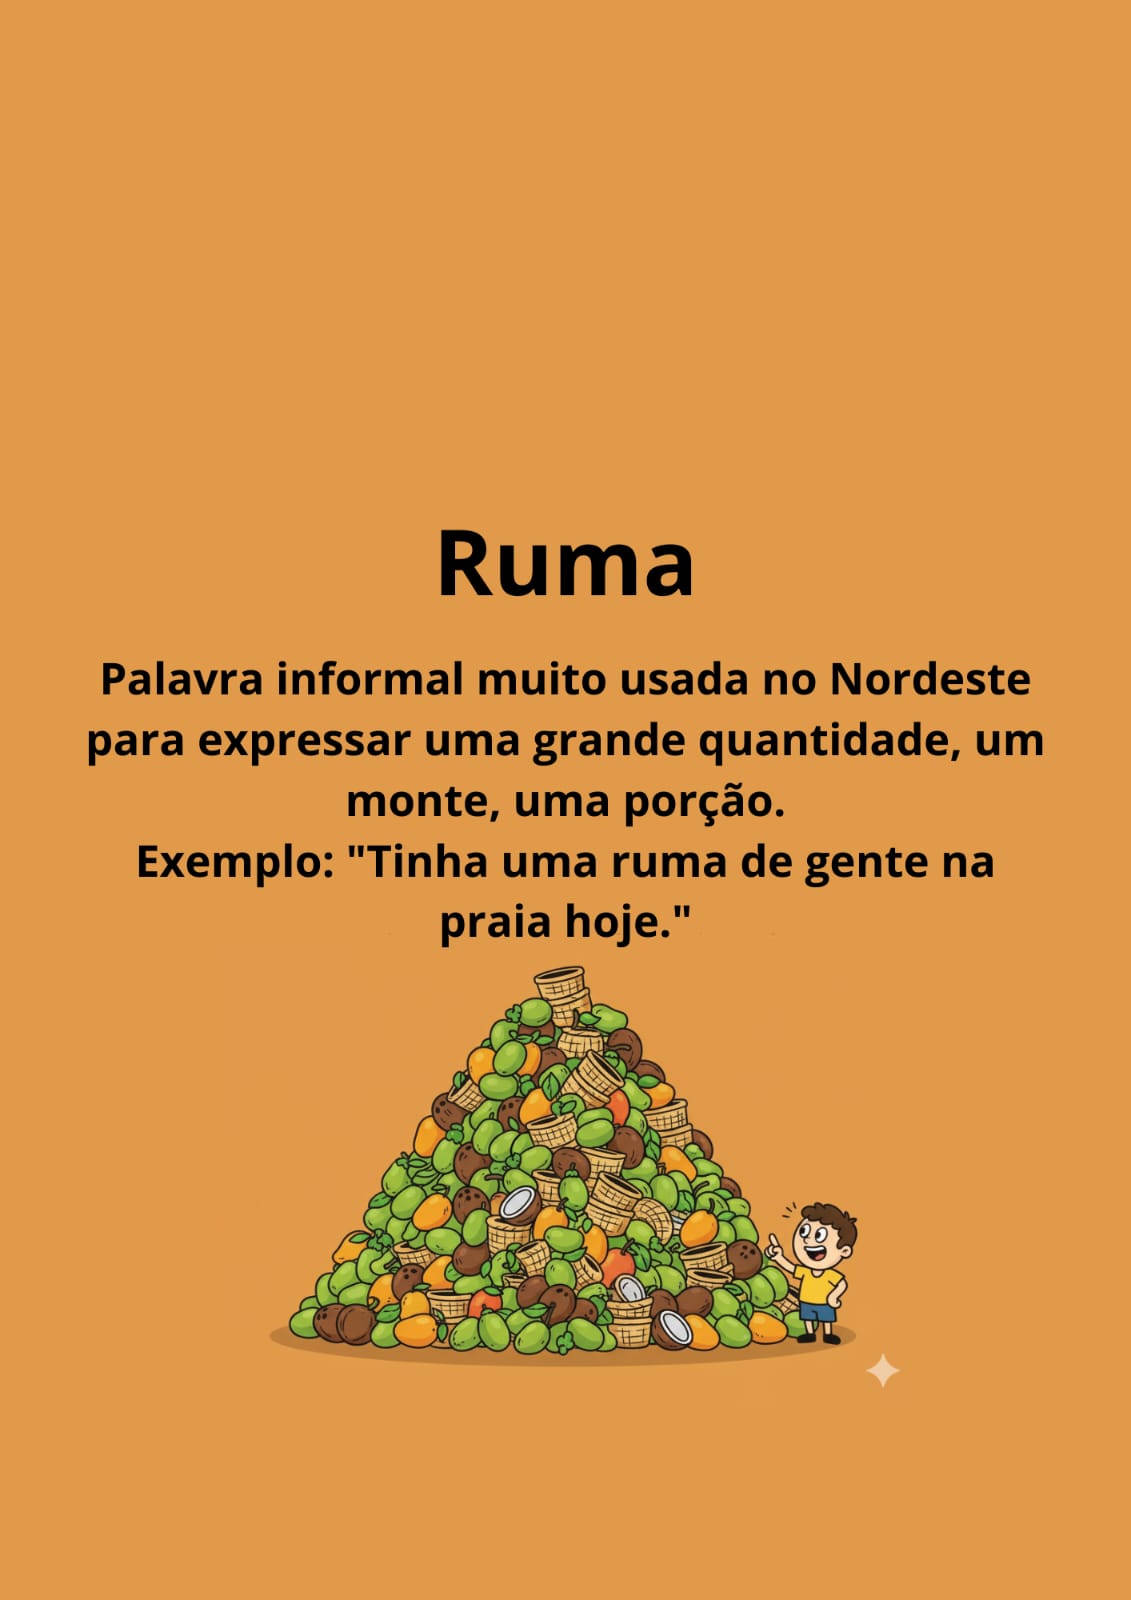 Ruma
Palavra informal muito usada no Nordeste
para expressar uma grande quantidade, um
monte, uma porção.
Exemplo: "Tinha uma ruma de gente na
praia hoje."